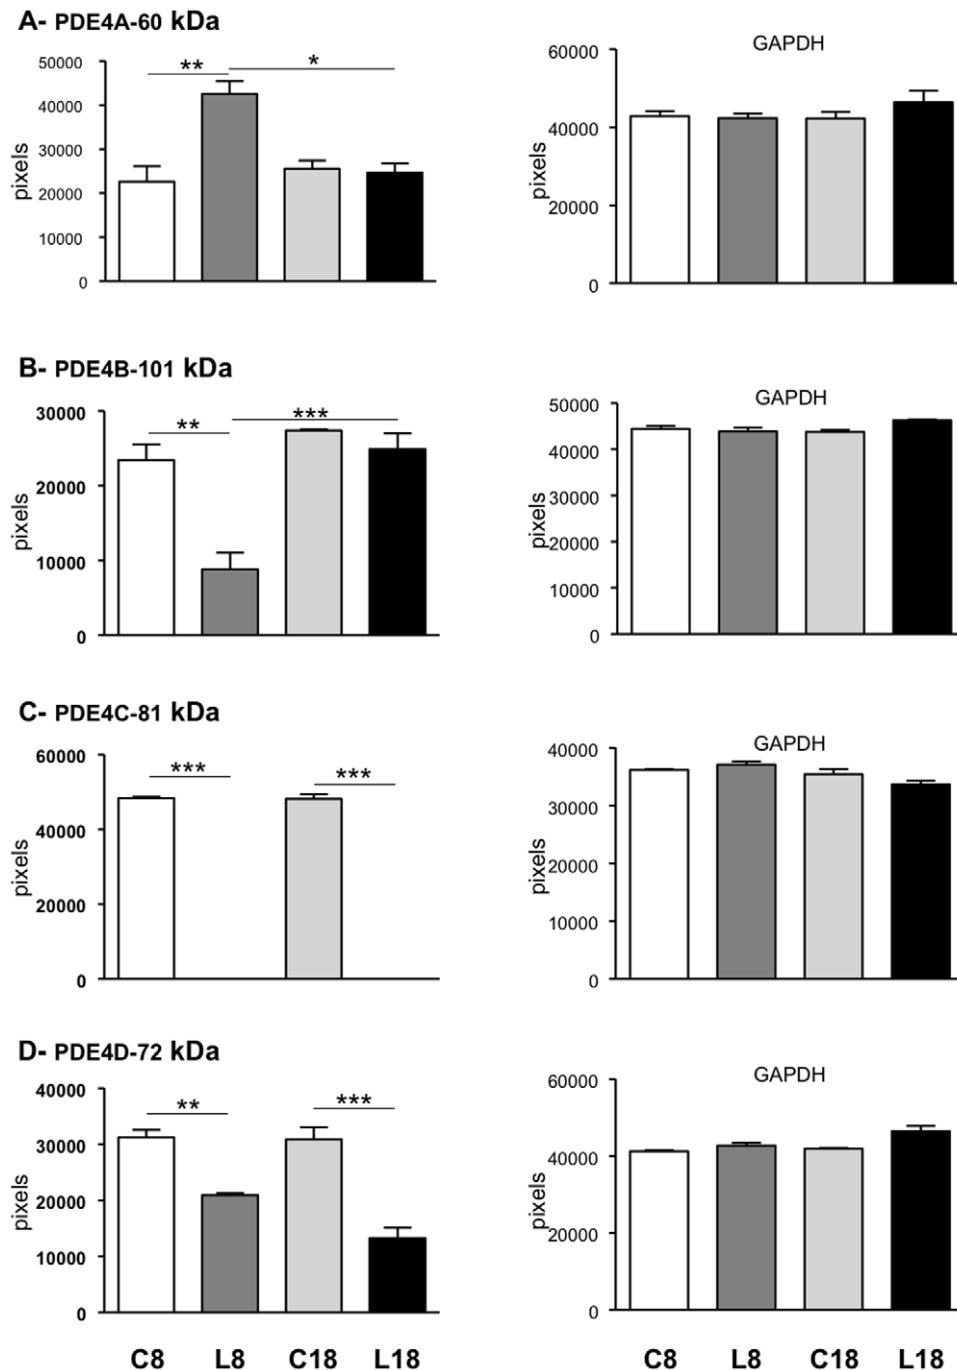 A- PDE4A-60 kDa
** *
pixels
50000
40000
30000
20000
10000
0
GAPDH
pixels
60000
40000
20000
0
B- PDE4B-101 kDa
** ***
pixels
30000
20000
10000
0
GAPDH
pixels
50000
40000
30000
20000
10000
0
C- PDE4C-81 kDa
*** ***
pixels
60000
40000
20000
0
GAPDH
pixels
40000
30000
20000
10000
0
D- PDE4D-72 kDa
** ***
pixels
40000
30000
20000
10000
0
GAPDH
pixels
60000
40000
20000
0
C8 L8 C18 L18
C8 L8 C18 L18